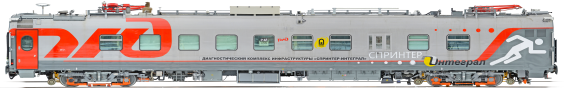 РЖД
СПРИНТЕР
Интеграл
ДИАГНОСТИЧЕСКИЙ КОМПЛЕКС ИНФРАСТРУКТУРЫ «СПРИНТЕР-ИНТЕГРАЛ»